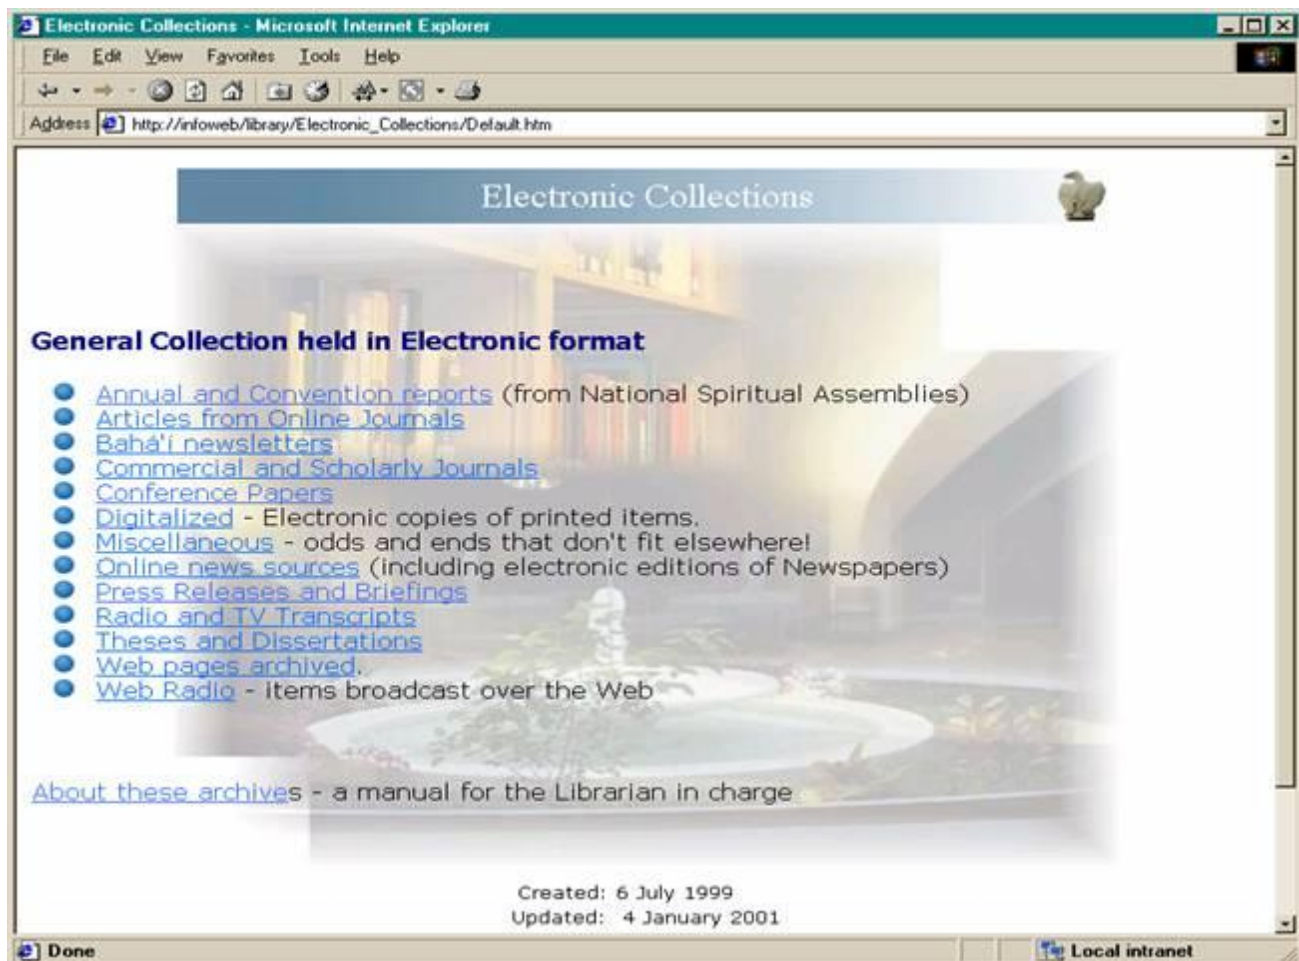 Electronic Collections - Microsoft Internet Explorer
File Edit View Favorites Tools Help
Address http://infoweb/library/Electronic_Collections/Default.htm
Electronic Collections
General Collection held in Electronic format
Annual and Convention reports (from National Spiritual Assemblies)
Articles from Online Journals
Bahá'í newsletters
Commercial and Scholarly Journals
Conference Papers
Digitalized - Electronic copies of printed items.
Miscellaneous - odds and ends that don't fit elsewhere!
Online news sources (including electronic editions of Newspapers)
Press Releases and Briefings
Radio and TV Transcripts
Theses and Dissertations
Web pages archived.
Web Radio - items broadcast over the Web
About these archives - a manual for the Librarian in charge
Created: 6 July 1999
Updated: 4 January 2001
Done Local intranet